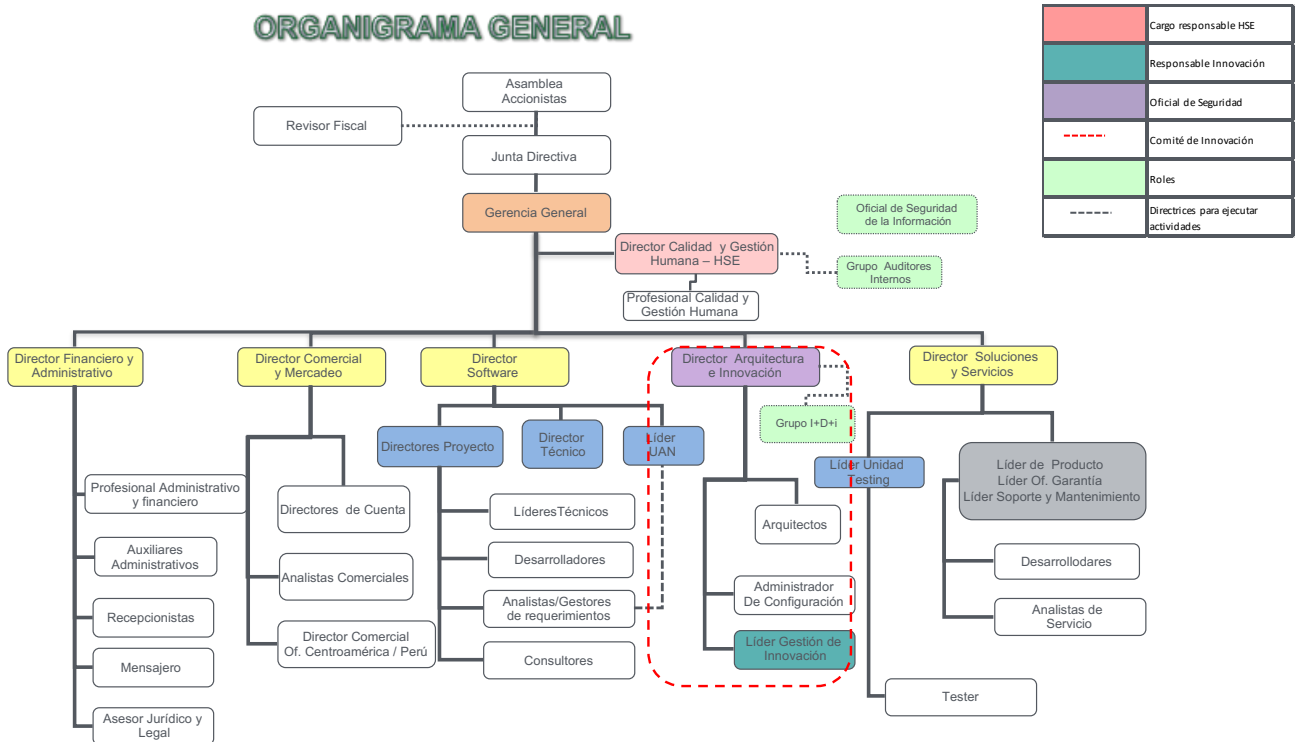 ORGANIGRAMA GENERAL
Cargo responsable HSE
Responsable Innovación
Oficial de Seguridad
Comité de Innovación
Roles
Directrices para ejecutar
actividades
Asamblea
Accionistas
Revisor Fiscal
Junta Directiva
Gerencia General
Oficial de Seguridad
de la Información
Director Calidad y Gestión
Humana – HSE
Grupo Auditores
Internos
Profesional Calidad y
Gestión Humana
Director Financiero y
Administrativo
Director Comercial
y Mercadeo
Director
Software
Director Arquitectura
e Innovación
Director Soluciones
y Servicios
Profesional Administrativo
y financiero
Auxiliares
Administrativos
Recepcionistas
Mensajero
Asesor Jurídico y
Legal
Directores de Cuenta
Analistas Comerciales
Director Comercial
Of. Centroamérica / Perú
Directores Proyecto
Director
Técnico
Líder
UAN
LíderesTécnicos
Desarrolladores
Analistas/Gestores
de requerimientos
Consultores
Grupo I+D+i
Arquitectos
Administrador
De Configuración
Líder Gestión de
Innovación
Líder Unidad
Testing
Tester
Líder de Producto
Líder Of. Garantía
Líder Soporte y Mantenimiento
Desarrollodares
Analistas de
Servicio